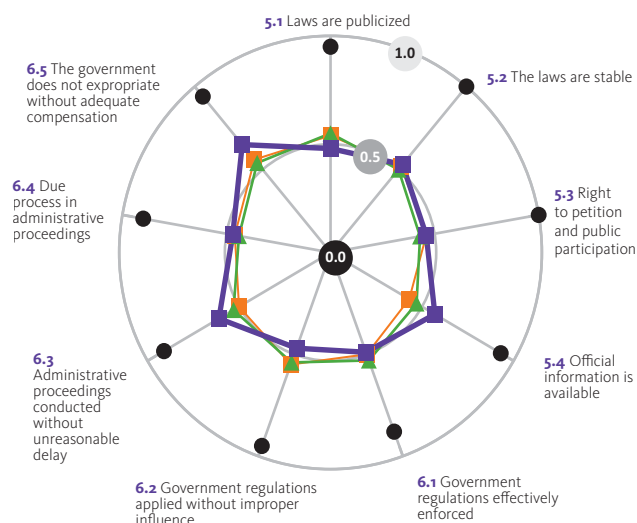 5.1 Laws are publicized
1.0
5.2 The laws are stable
0.5
5.3 Right
to petition
and public
participation
0.0
5.4 Official
information is
available
6.1 Government
regulations effectively
enforced
6.2 Government regulations
applied without improper
influence
6.3
Administrative
proceedings
conducted
without
unreasonable
delay
6.4 Due
process in
administrative
proceedings
6.5 The government
does not expropriate
without adequate
compensation